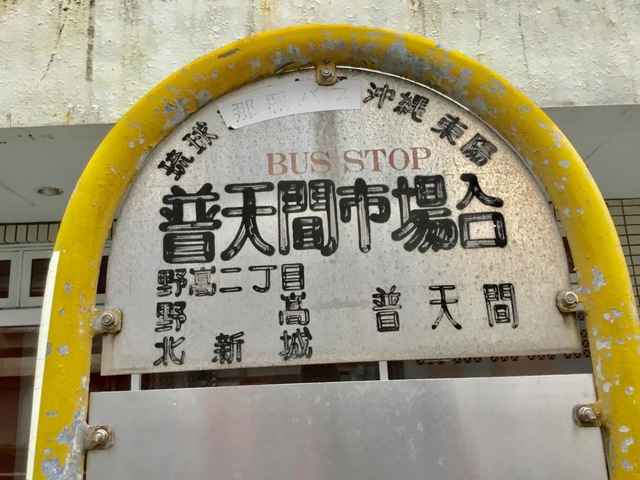 琉球 那覇バス 沖縄 東陽
BUS STOP
普天間市場入口
野嵩二丁目
野嵩 普天間
北新城